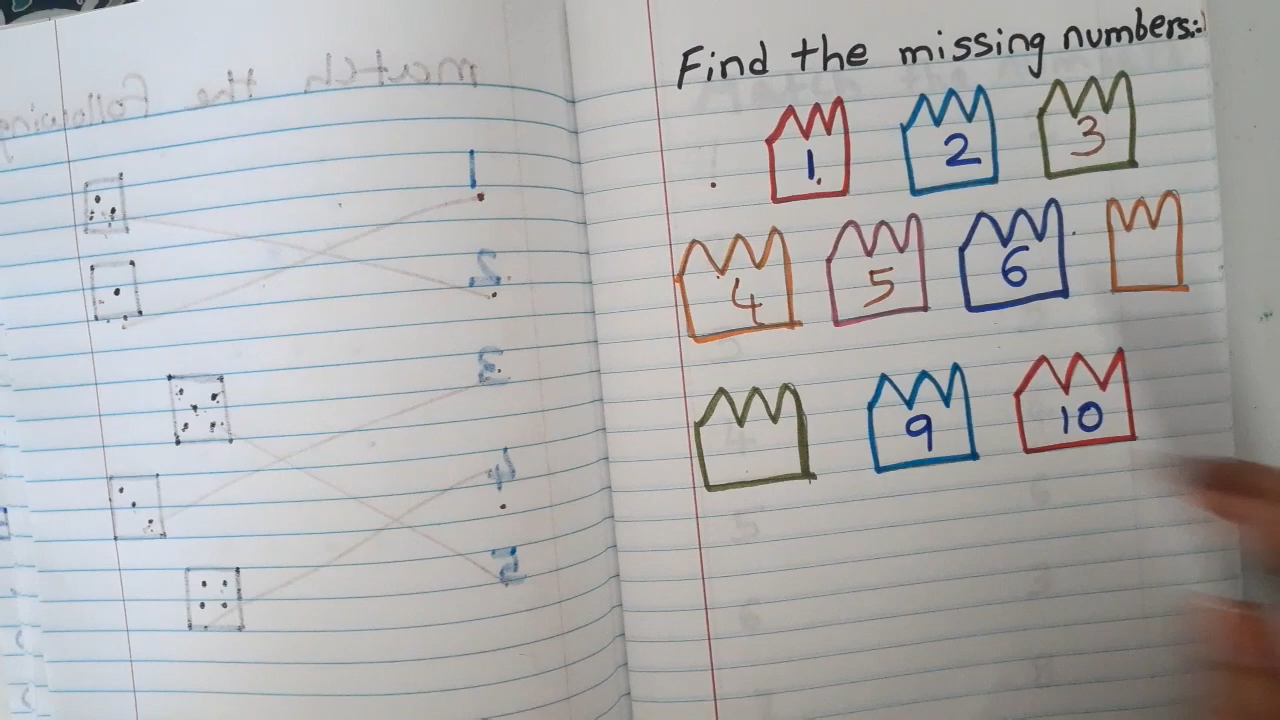 match the following
1
2
3
4
5
Find the missing numbers:-
1 2 3
4 5 6
9 10